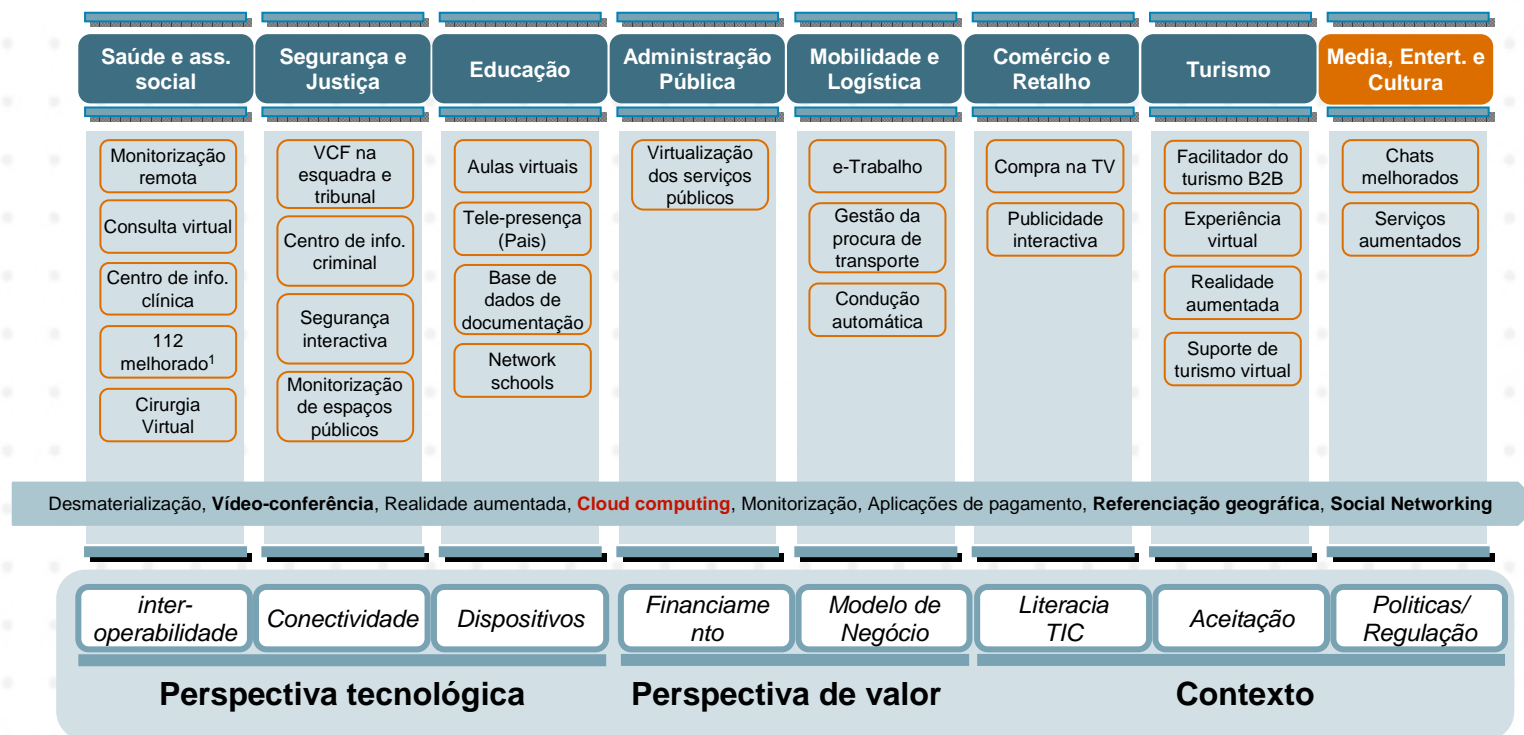 Saúde e ass.
social
Segurança e
Justiça
Educação
Administração
Pública
Mobilidade e
Logística
Comércio e
Retalho
Turismo
Media, Entert. e
Cultura
Monitorização
remota
Consulta virtual
Centro de info.
clínica
112
melhorado¹
Cirurgia
Virtual
VCF na
esquadra e
tribunal
Centro de info.
criminal
Segurança
interactiva
Monitorização
de espaços
públicos
Aulas virtuais
Tele-presença
(Pais)
Base de
dados de
documentação
Network
schools
Virtualização
dos serviços
públicos
e-Trabalho
Gestão da
procura de
transporte
Condução
automática
Compra na TV
Publicidade
interactiva
Facilitador do
turismo B2B
Experiência
virtual
Realidade
aumentada
Suporte de
turismo virtual
Chats
melhorados
Serviços
aumentados
Desmaterialização, Vídeo-conferência, Realidade aumentada, Cloud computing, Monitorização, Aplicações de pagamento, Referenciação geográfica, Social Networking
inter-
operabilidade
Conectividade
Dispositivos
Financiame
nto
Modelo de
Negócio
Literacia
TIC
Aceitação
Politicas/
Regulação
Perspectiva tecnológica
Perspectiva de valor
Contexto